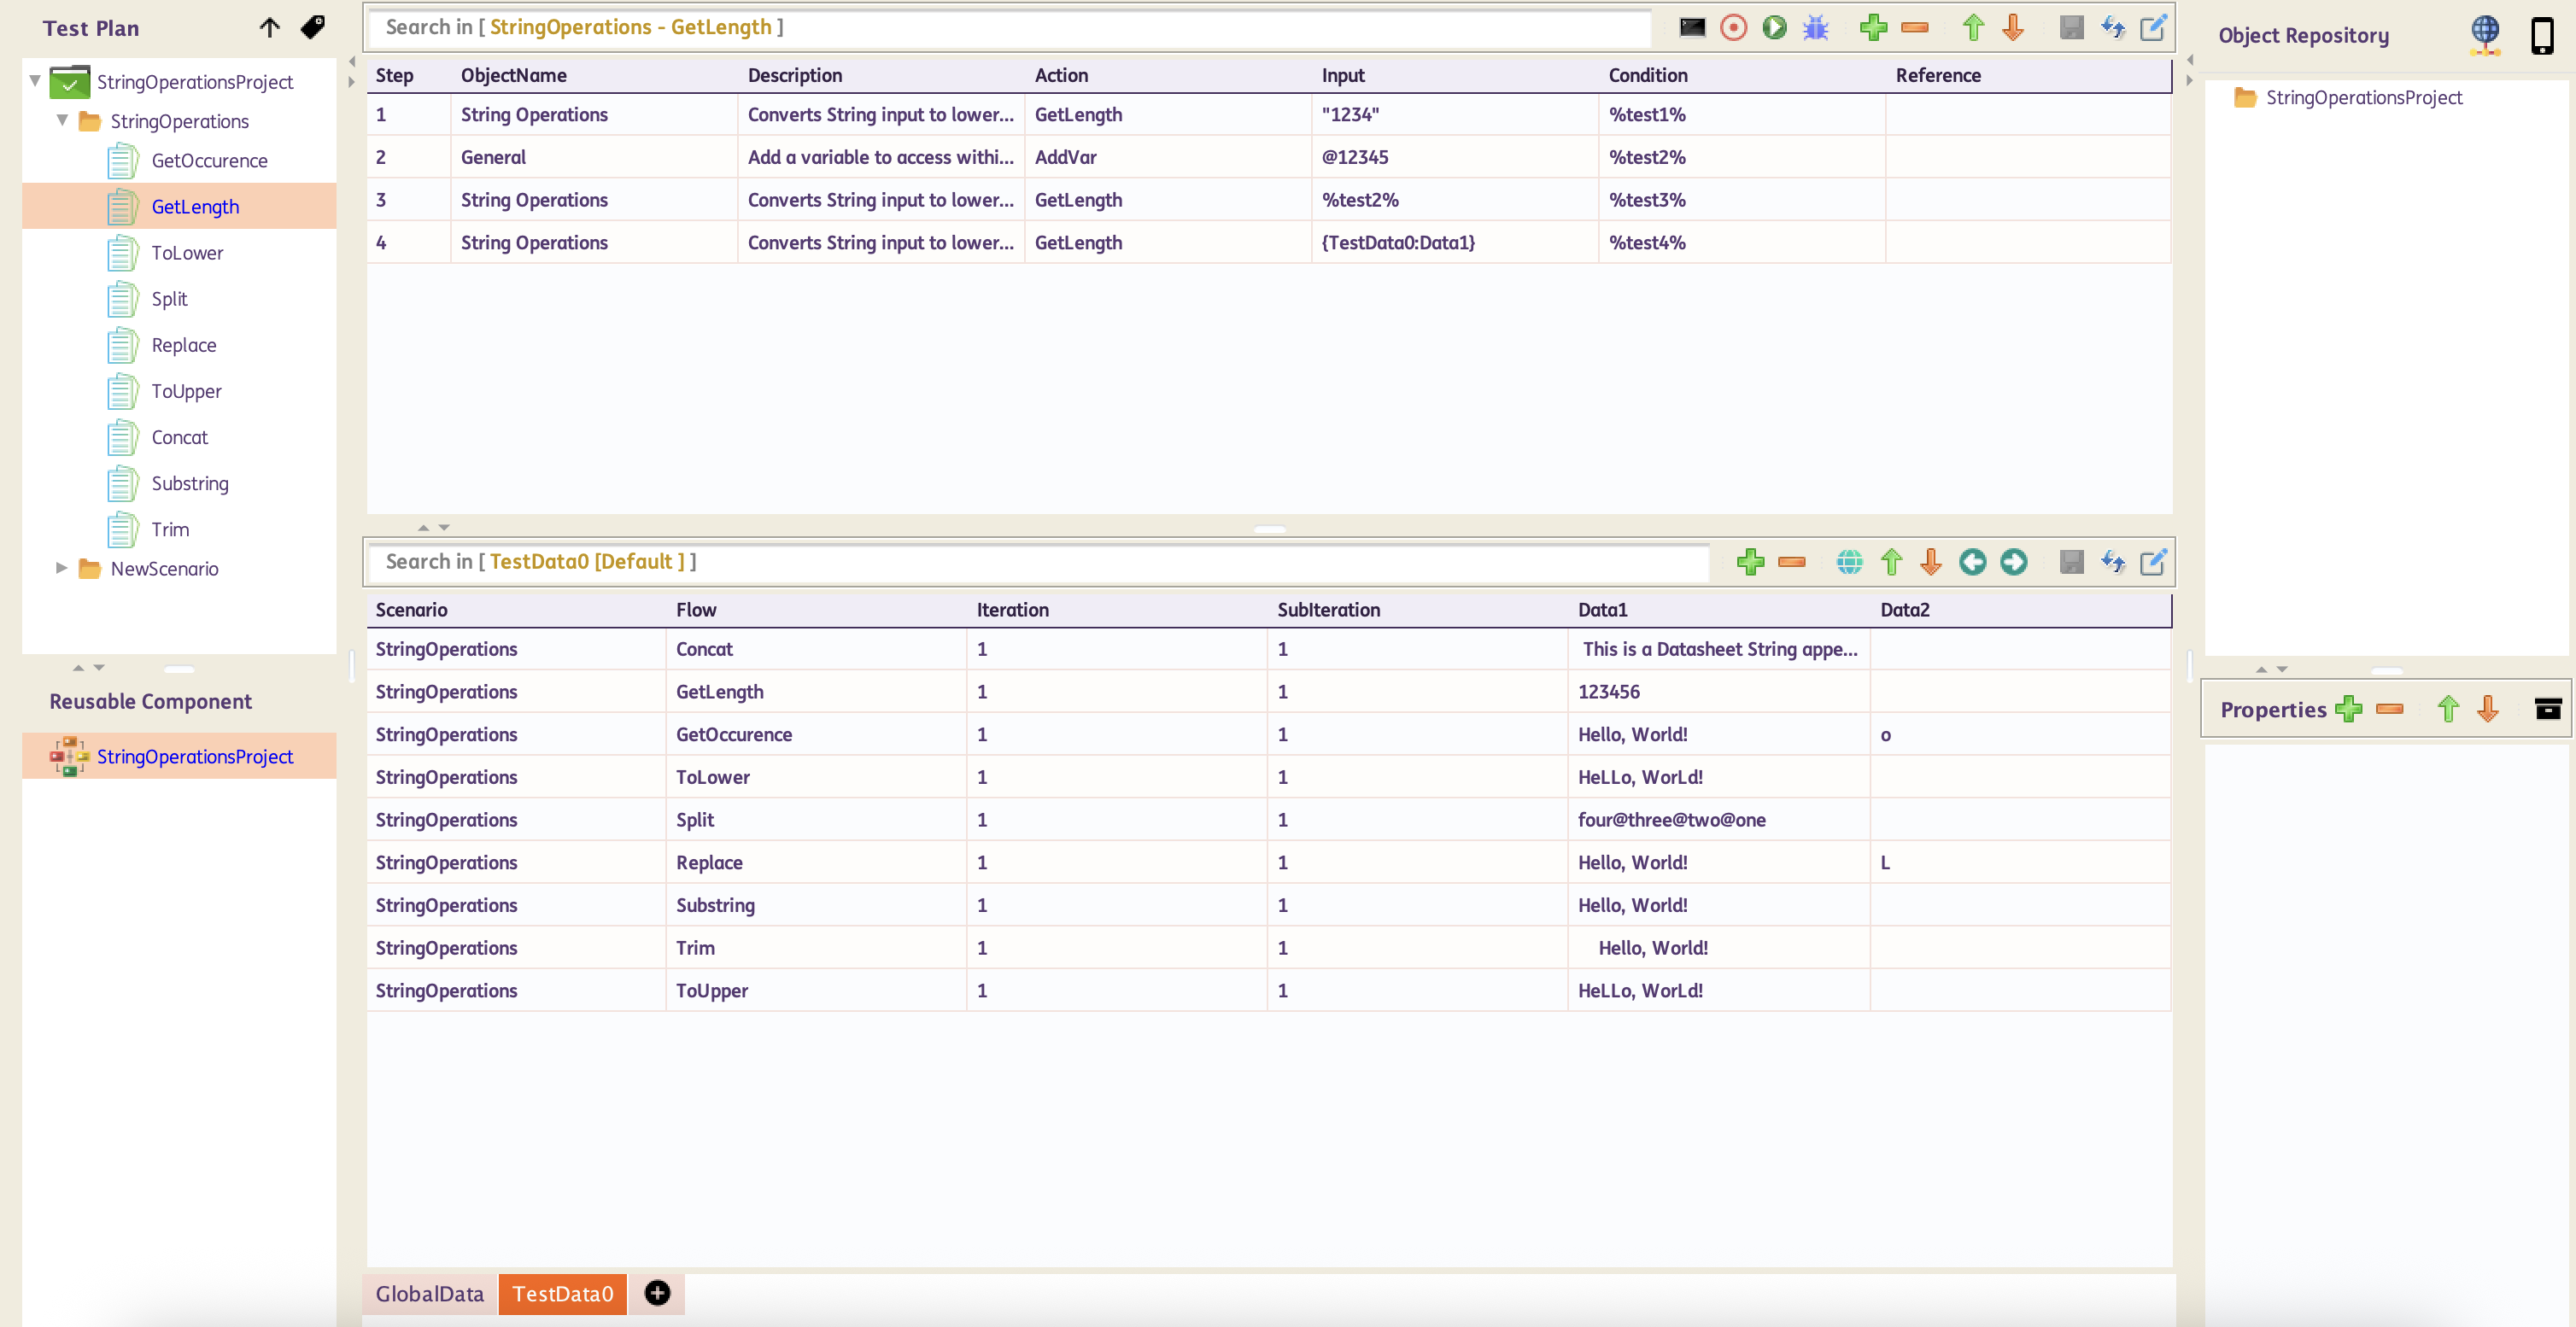 Test Plan
StringOperationsProject
StringOperations
GetOccurence
GetLength
ToLower
Split
Replace
ToUpper
Concat
Substring
Trim
NewScenario
Reusable Component
StringOperationsProject
Search in [ StringOperations - GetLength ]
Step ObjectName Description Action Input Condition Reference
1 String Operations Converts String input to lower... GetLength "1234" %test1%
2 General Add a variable to access withi... AddVar @12345 %test2%
3 String Operations Converts String input to lower... GetLength %test2% %test3%
4 String Operations Converts String input to lower... GetLength {TestData0:Data1} %test4%
Search in [ TestData0 [Default ] ]
Scenario Flow Iteration SubIteration Data1 Data2
StringOperations Concat 1 1 This is a Datasheet String appe...
StringOperations GetLength 1 1 123456
StringOperations GetOccurence 1 1 Hello, World! o
StringOperations ToLower 1 1 HeLLo, WorLd!
StringOperations Split 1 1 four@three@two@one
StringOperations Replace 1 1 Hello, World! L
StringOperations Substring 1 1 Hello, World!
StringOperations Trim 1 1 Hello, World!
StringOperations ToUpper 1 1 HeLLo, WorLd!
GlobalData TestData0
Object Repository
StringOperationsProject
Properties